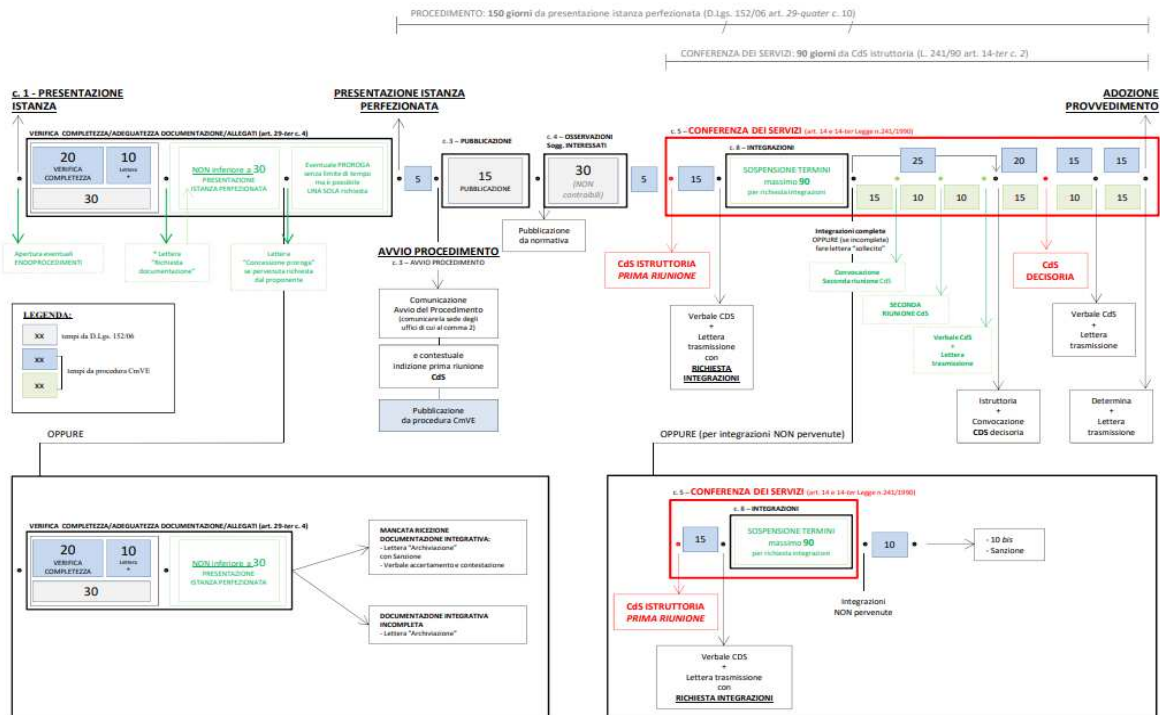 PROCEDIMENTO: 150 giorni da presentazione istanza perfezionata (D.Lgs. 152/06 art. 29-quater c. 10)
CONFERENZA DEI SERVIZI: 90 giorni da CdS istruttoria (L. 241/90 art. 14-ter c. 2)
c. 1 - PRESENTAZIONE
ISTANZA
PRESENTAZIONE ISTANZA
PERFEZIONATA
ADOZIONE
PROVVEDIMENTO
VERIFICA COMPLETEZZA/ADEGUATEZZA DOCUMENTAZIONE/ALLEGATI (art. 29-ter c. 4)
20
VERIFICA
COMPLETEZZA
10
Lettera
*
30
NON inferiore a 30
PRESENTAZIONE
ISTANZA PERFEZIONATA
Eventuale PROROGA
senza limite di tempo
ma è possibile
UNA SOLA richiesta
5
c. 3 – PUBBLICAZIONE
15
PUBBLICAZIONE
c. 4 – OSSERVAZIONI
Sogg. INTERESSATI
30
(NON
contraibili)
5
c. 5 – CONFERENZA DEI SERVIZI (art. 14 e 14-ter Legge n.241/1990)
15
c. 8 – INTEGRAZIONI
SOSPENSIONE TERMINI
massimo 90
per richiesta integrazioni
25
20
15
15
15
10
10
15
10
15
Apertura eventuali
ENDOPROCEDIMENTI
* Lettera
"Richiesta
documentazione"
Lettera
"Concessione proroga"
se pervenuta richiesta
dal proponente
AVVIO PROCEDIMENTO
c. 3 – AVVIO PROCEDIMENTO
Comunicazione
Avvio del Procedimento
(comunicare la sede degli
uffici di cui al comma 2)
e contestuale
indizione prima riunione
CdS
Pubblicazione
da procedura CmVE
Pubblicazione
da normativa
CdS ISTRUTTORIA
PRIMA RIUNIONE
Verbale CDS
+
Lettera
trasmissione
con
RICHIESTA
INTEGRAZIONI
Integrazioni complete
OPPURE (se incomplete)
fare lettera "sollecito"
Convocazione
Seconda riunione CdS
SECONDA
RIUNIONE CdS
Verbale CdS
+
Lettera
trasmissione
Istruttoria
+
Convocazione
CDS decisoria
CdS
DECISORIA
Verbale CdS
+
Lettera
trasmissione
Determina
+
Lettera
trasmissione
LEGENDA:
xx tempi da D.Lgs. 152/06
xx
tempi da procedura CmVE
xx
OPPURE
OPPURE (per integrazioni NON pervenute)
VERIFICA COMPLETEZZA/ADEGUATEZZA DOCUMENTAZIONE/ALLEGATI (art. 29-ter c. 4)
20
VERIFICA
COMPLETEZZA
10
Lettera
*
30
NON inferiore a 30
PRESENTAZIONE
ISTANZA PERFEZIONATA
MANCATA RICEZIONE
DOCUMENTAZIONE INTEGRATIVA:
- Lettera "Archiviazione"
con Sanzione
- Verbale accertamento e contestazione
DOCUMENTAZIONE INTEGRATIVA
INCOMPLETA
- Lettera "Archiviazione"
c. 5 – CONFERENZA DEI SERVIZI (art. 14 e 14-ter Legge n.241/1990)
c. 8 – INTEGRAZIONI
15
SOSPENSIONE TERMINI
massimo 90
per richiesta integrazioni
10
- 10 bis
- Sanzione
CdS ISTRUTTORIA
PRIMA RIUNIONE
Integrazioni
NON pervenute
Verbale CDS
+
Lettera trasmissione
con
RICHIESTA INTEGRAZIONI